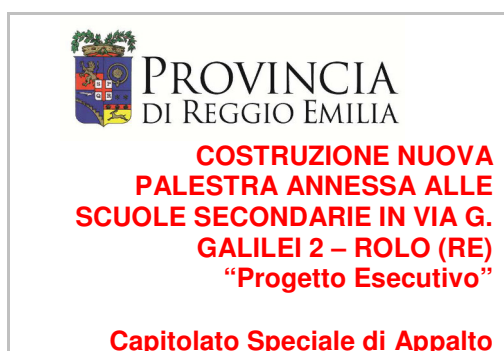 PROVINCIA
DI REGGIO EMILIA
COSTRUZIONE NUOVA
PALESTRA ANNESSA ALLE
SCUOLE SECONDARIE IN VIA G.
GALILEI 2 – ROLO (RE)
“Progetto Esecutivo”
Capitolato Speciale di Appalto